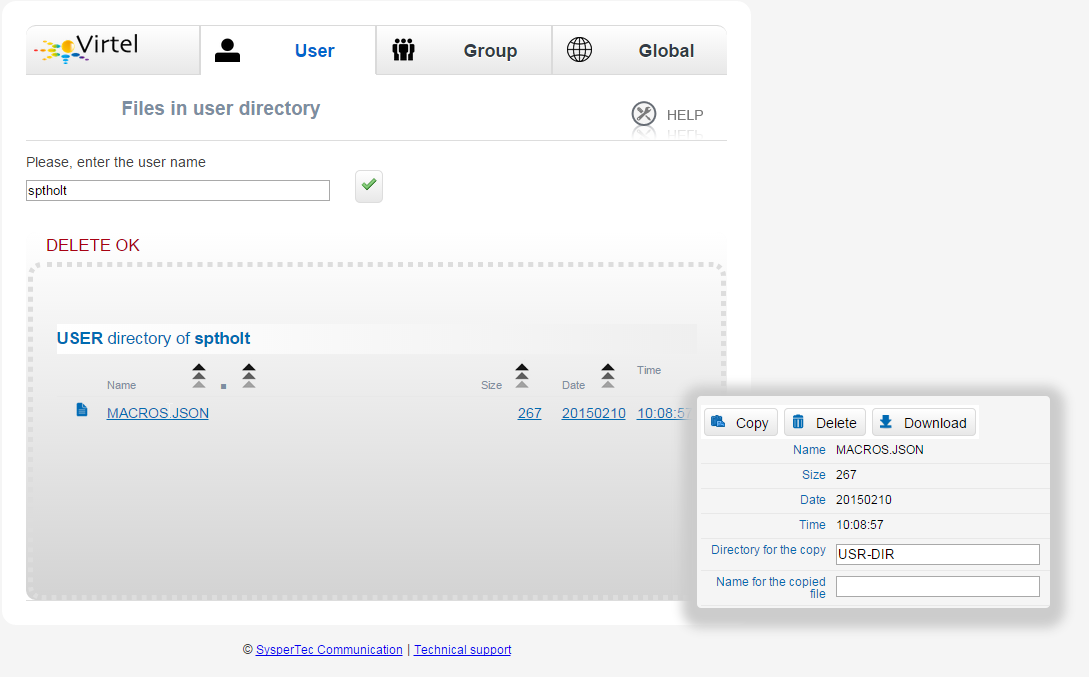 Virtel User Group Global
Files in user directory
HELP
Please, enter the user name
sptholt
DELETE OK
USER directory of sptholt
Name . Size Date Time
MACROS.JSON 267 20150210 10:08:57
Copy Delete Download
Name MACROS.JSON
Size 267
Date 20150210
Time 10:08:57
Directory for the copy USR-DIR
Name for the copied
file
© SysperTec Communication | Technical support